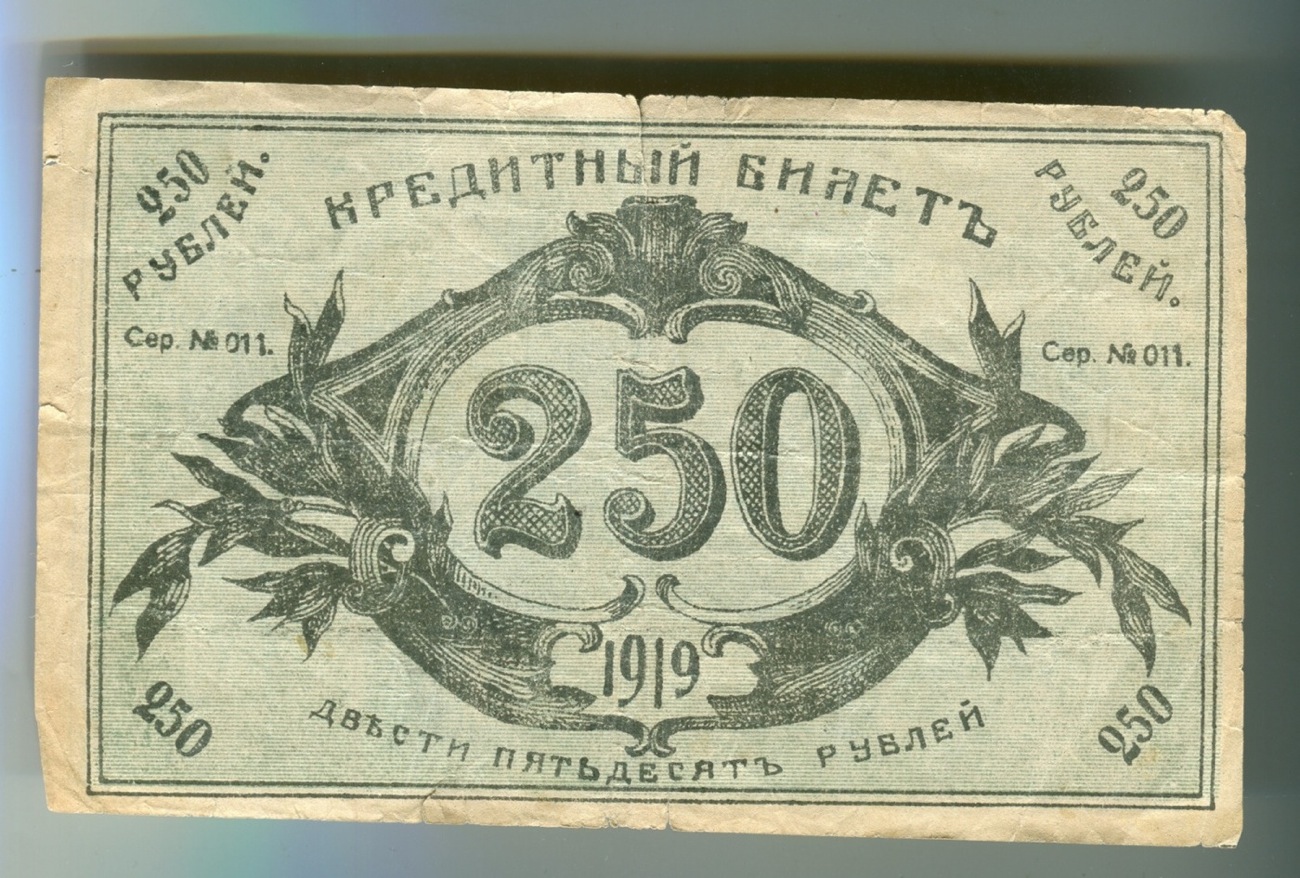 250 РУБЛЕЙ.
КРЕДИТНЫЙ БИЛЕТЪ
250 РУБЛЕЙ.
Сер. № 011.
Сер. № 011.
250
1919
250
ДВѢСТИ ПЯТЬДЕСЯТЪ РУБЛЕЙ
250